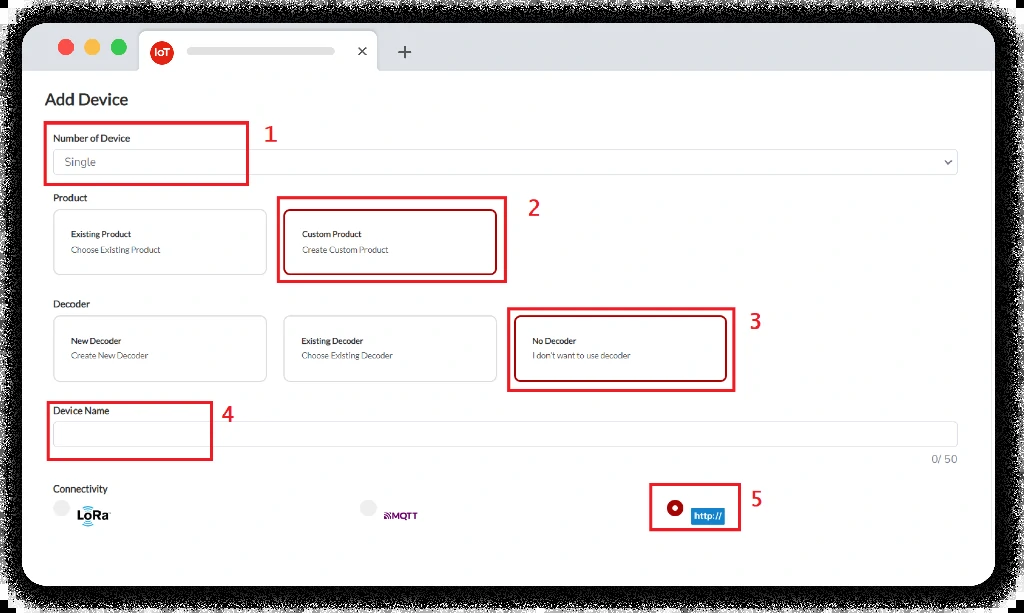 IoT
Add Device
Number of Device
1
Single
Product
2
Existing Product
Choose Existing Product
Custom Product
Create Custom Product
Decoder
3
New Decoder
Create New Decoder
Existing Decoder
Choose Existing Decoder
No Decoder
I don't want to use decoder
Device Name
4
0/ 50
Connectivity
LoRa
MQTT
http://
5